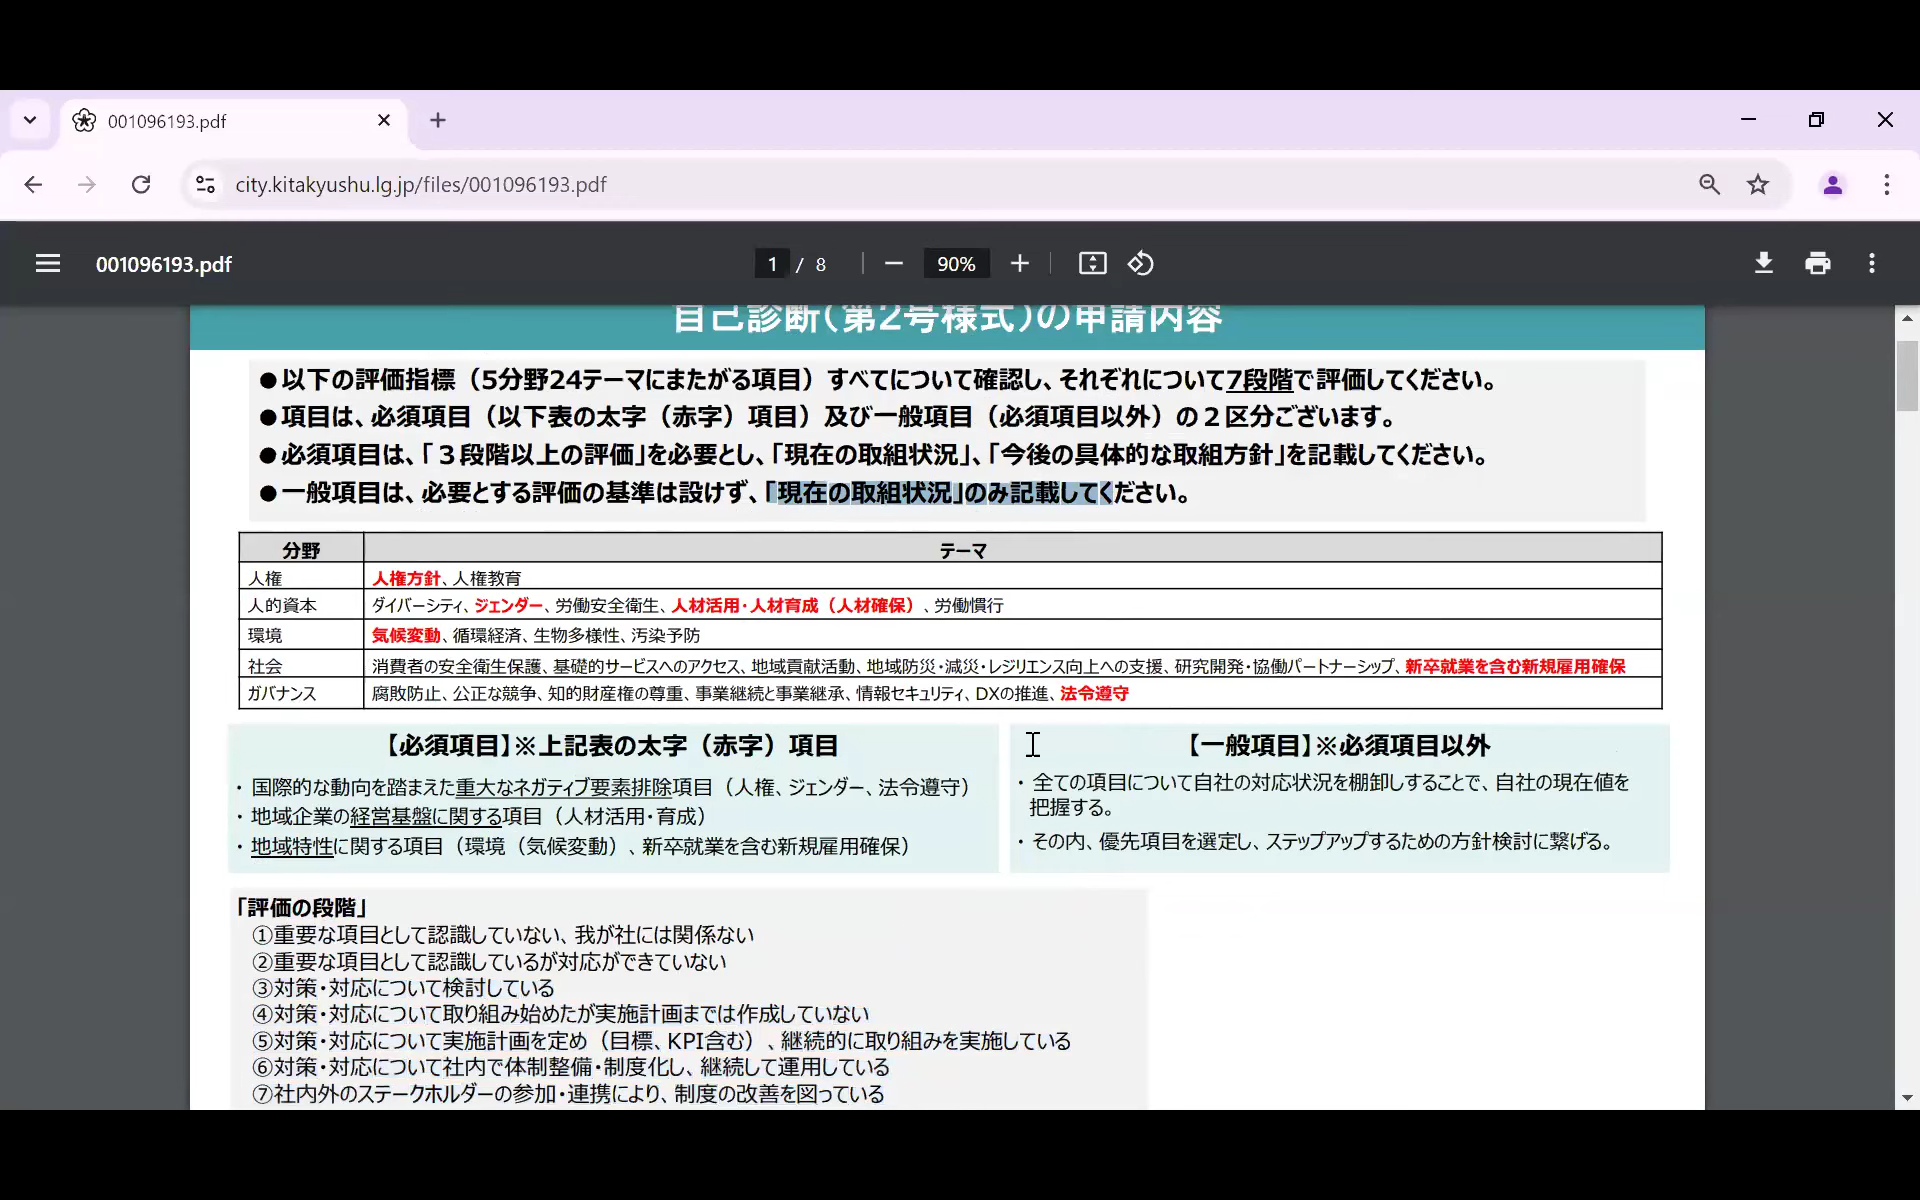 001096193.pdf
city.kitakyushu.lg.jp/files/001096193.pdf
001096193.pdf
1 / 8
90%
自己診断（第2号様式）の申請内容
●以下の評価指標（5分野24テーマにまたがる項目）すべてについて確認し、それぞれについて7段階で評価してください。
●項目は、必須項目（以下表の太字（赤字）項目）及び一般項目（必須項目以外）の２区分ございます。
●必須項目は、「３段階以上の評価」を必要とし、「現在の取組状況」、「今後の具体的な取組方針」を記載してください。
●一般項目は、必要とする評価の基準は設けず、「現在の取組状況」のみ記載してください。
分野 テーマ
人権 人権方針、人権教育
人的資本 ダイバーシティ、ジェンダー、労働安全衛生、人材活用・人材育成（人材確保）、労働慣行
環境 気候変動、循環経済、生物多様性、汚染予防
社会 消費者の安全衛生保護、基礎的サービスへのアクセス、地域貢献活動、地域防災・減災・レジリエンス向上への支援、研究開発・協働パートナーシップ、新卒就業を含む新規雇用確保
ガバナンス 腐敗防止、公正な競争、知的財産権の尊重、事業継続と事業継承、情報セキュリティ、DXの推進、法令遵守
【必須項目】※上記表の太字（赤字）項目
・国際的な動向を踏まえた重大なネガティブ要素排除項目（人権、ジェンダー、法令遵守）
・地域企業の経営基盤に関する項目（人材活用・育成）
・地域特性に関する項目（環境（気候変動）、新卒就業を含む新規雇用確保）
【一般項目】※必須項目以外
・全ての項目について自社の対応状況を棚卸しすることで、自社の現在値を
把握する。
・その内、優先項目を選定し、ステップアップするための方針検討に繋げる。
「評価の段階」
①重要な項目として認識していない、我が社には関係ない
②重要な項目として認識しているが対応ができていない
③対策・対応について検討している
④対策・対応について取り組み始めたが実施計画までは作成していない
⑤対策・対応について実施計画を定め（目標、KPI含む）、継続的に取り組みを実施している
⑥対策・対応について社内で体制整備・制度化し、継続して運用している
⑦社内外のステークホルダーの参加・連携により、制度の改善を図っている